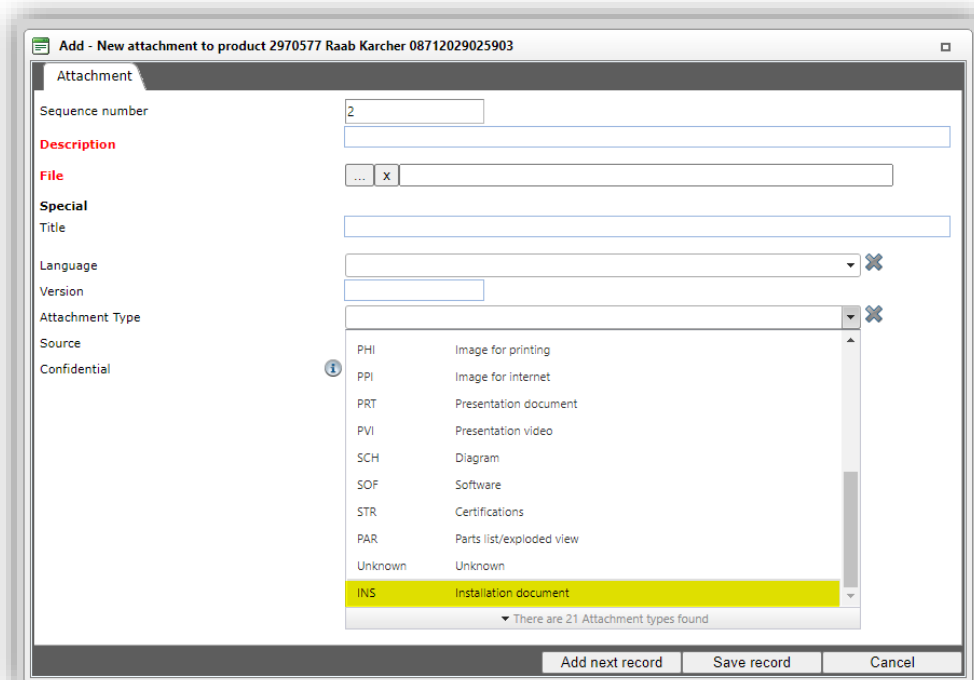 Add - New attachment to product 2970577 Raab Karcher 08712029025903
Attachment
Sequence number 2
Description
File ... x
Special
Title
Language
Version
Attachment Type
Source
Confidential
PHI Image for printing
PPI Image for internet
PRT Presentation document
PVI Presentation video
SCH Diagram
SOF Software
STR Certifications
PAR Parts list/exploded view
Unknown Unknown
INS Installation document
There are 21 Attachment types found
Add next record Save record Cancel